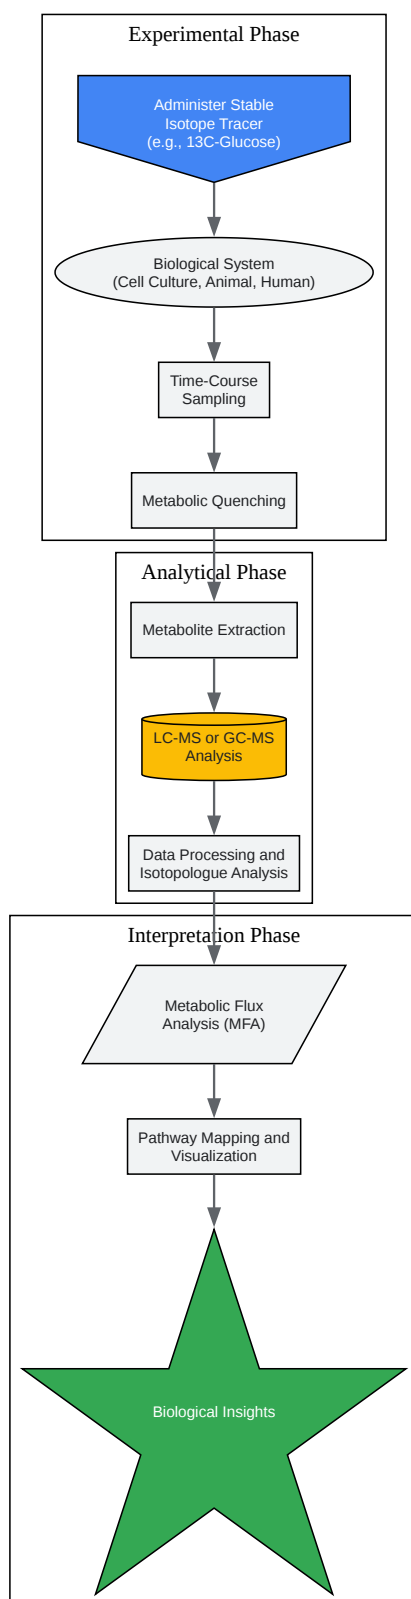 Experimental Phase
Administer Stable
Isotope Tracer
(e.g., 13C-Glucose)
Biological System
(Cell Culture, Animal, Human)
Time-Course
Sampling
Metabolic Quenching
Analytical Phase
Metabolite Extraction
LC-MS or GC-MS
Analysis
Data Processing and
Isotopologue Analysis
Interpretation Phase
Metabolic Flux
Analysis (MFA)
Pathway Mapping and
Visualization
Biological Insights